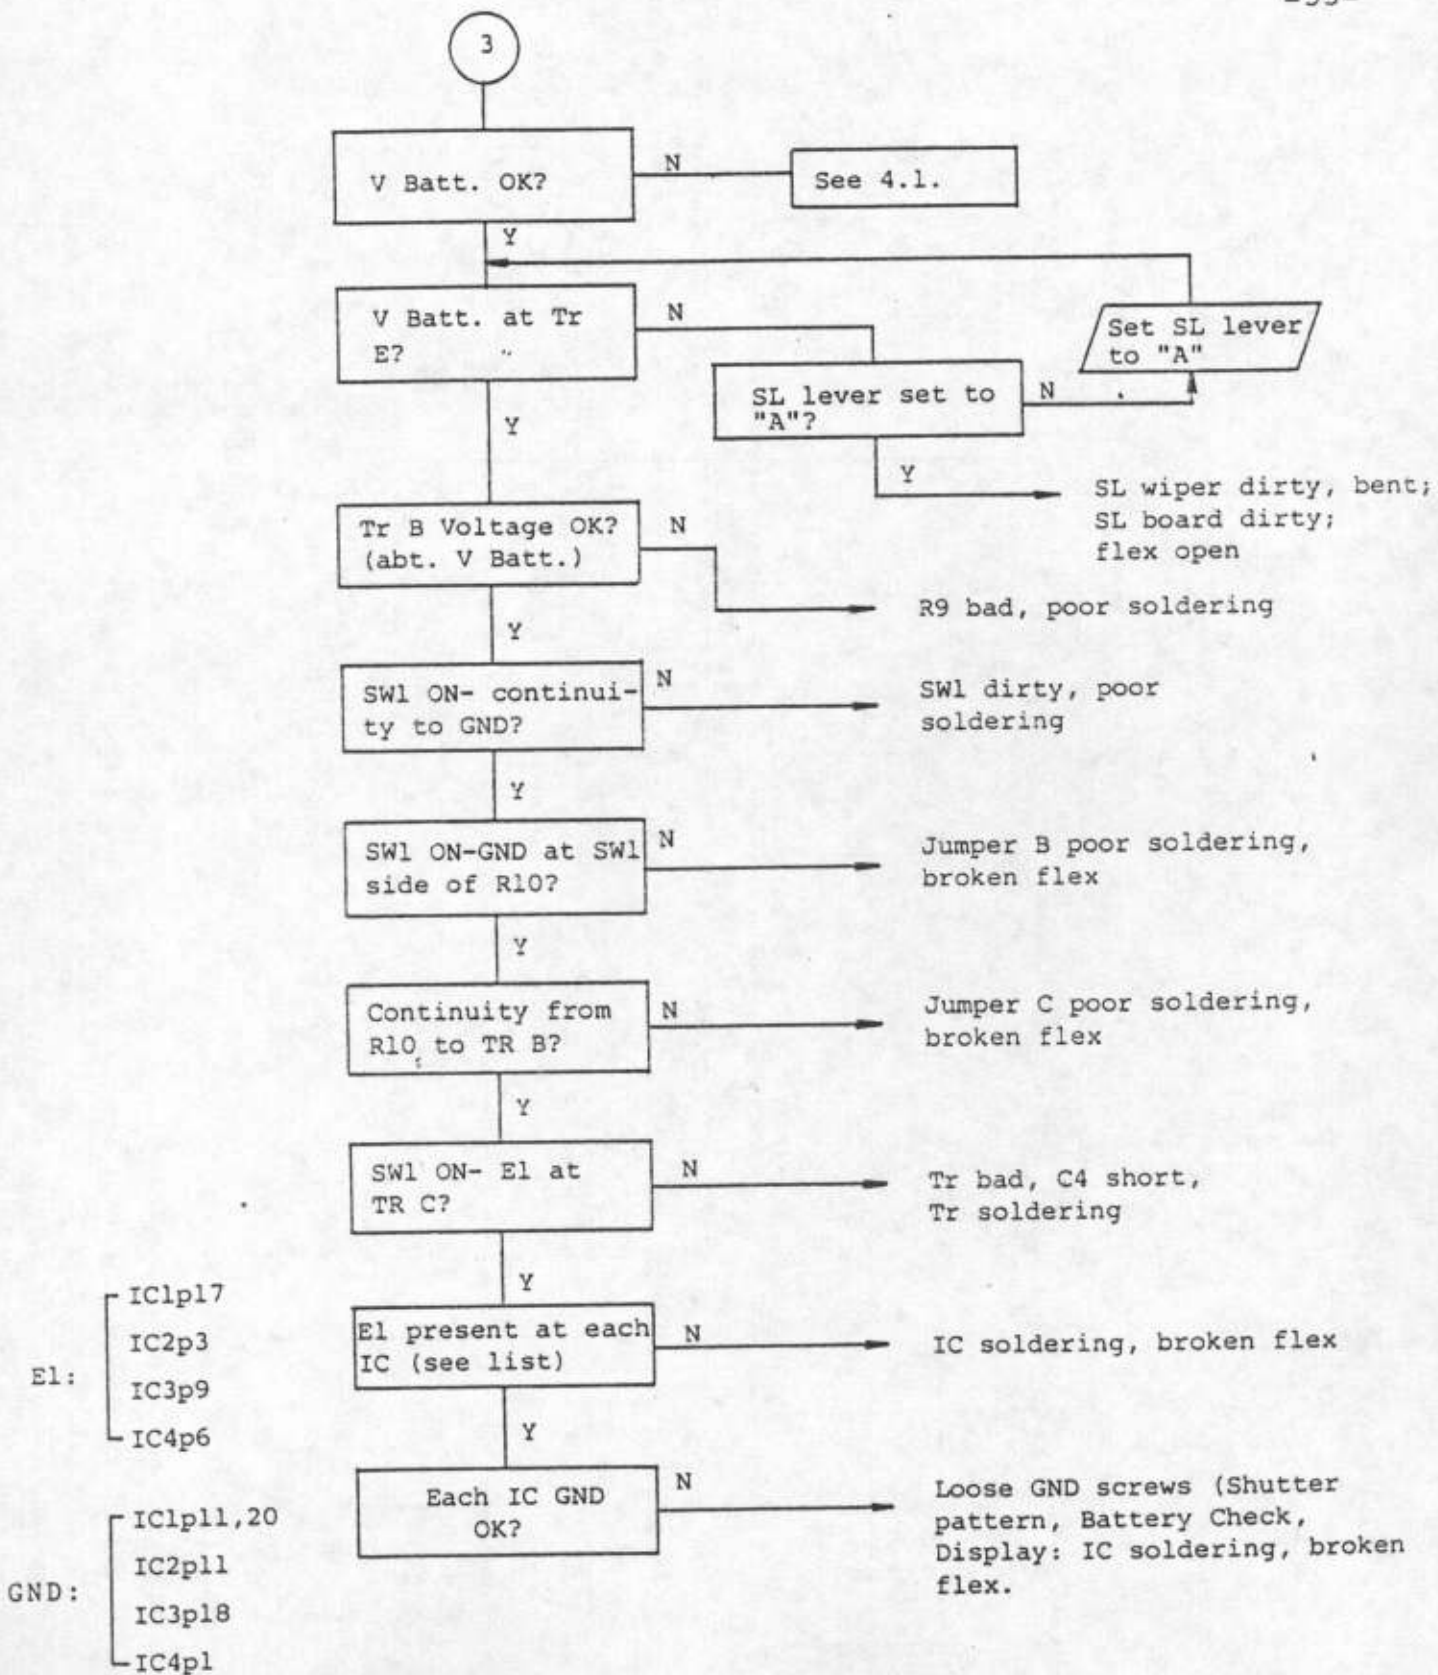 3
V Batt. OK?
N
See 4.1.
Y
V Batt. at Tr
E?
N
Set SL lever
to "A"
SL lever set to
"A"?
N
Y
Y
SL wiper dirty, bent;
SL board dirty;
flex open
Tr B Voltage OK?
(abt. V Batt.)
N
R9 bad, poor soldering
Y
SW1 ON- continui-
ty to GND?
N
SW1 dirty, poor
soldering
Y
SW1 ON-GND at SW1
side of R10?
N
Jumper B poor soldering,
broken flex
Y
Continuity from
R10 to TR B?
N
Jumper C poor soldering,
broken flex
Y
SW1 ON- E1 at
TR C?
N
Tr bad, C4 short,
Tr soldering
Y
E1 present at each
IC (see list)
N
IC soldering, broken flex
E1:
IC1p17
IC2p3
IC3p9
IC4p6
Y
Each IC GND
OK?
N
Loose GND screws (Shutter
pattern, Battery Check,
Display: IC soldering, broken
flex.
GND:
IC1p11,20
IC2p11
IC3p18
IC4p1